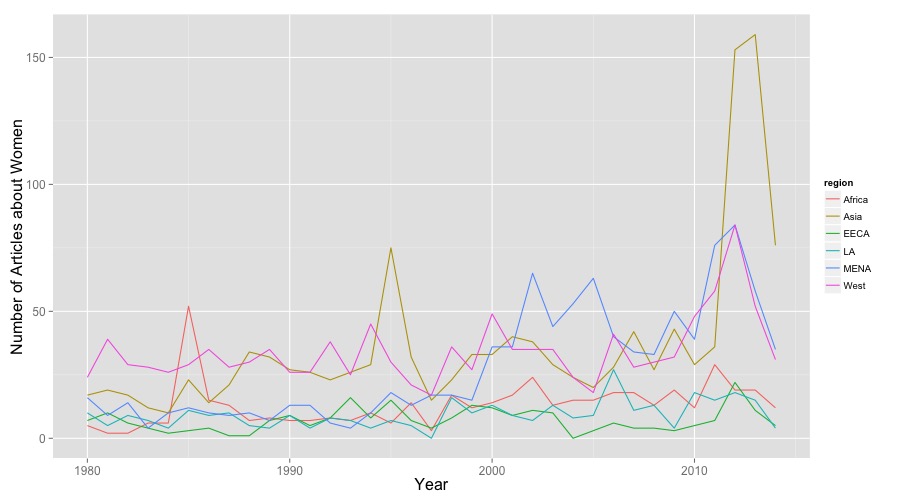 150
100
50
0
Number of Articles about Women
1980 1990 2000 2010
Year
region
Africa
Asia
EECA
LA
MENA
West